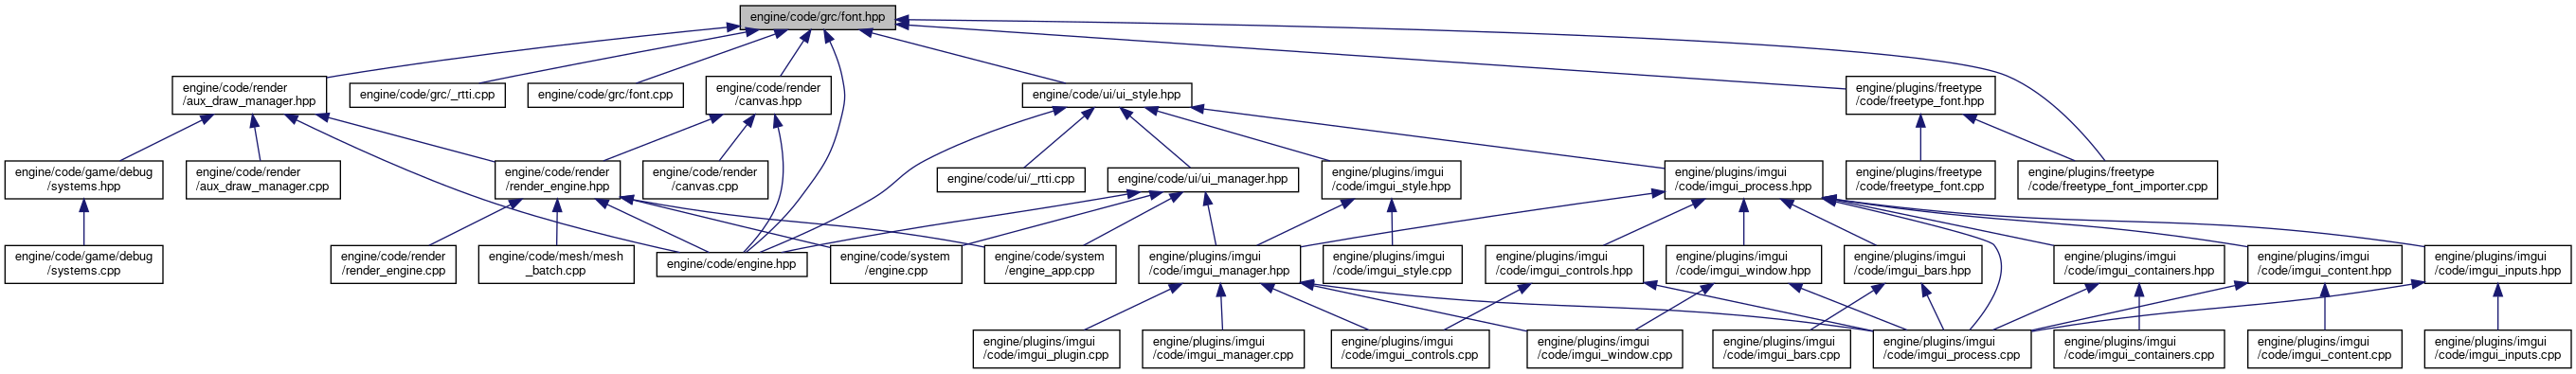 engine/code/grc/font.hpp
engine/code/render
/aux_draw_manager.hpp
engine/code/grc/_rtti.cpp
engine/code/grc/font.cpp
engine/code/render
/canvas.hpp
engine/code/ui/ui_style.hpp
engine/plugins/freetype
/code/freetype_font.hpp
engine/code/game/debug
/systems.hpp
engine/code/render
/aux_draw_manager.cpp
engine/code/render
/render_engine.hpp
engine/code/render
/canvas.cpp
engine/code/ui/_rtti.cpp
engine/code/ui/ui_manager.hpp
engine/plugins/imgui
/code/imgui_style.hpp
engine/plugins/imgui
/code/imgui_process.hpp
engine/plugins/freetype
/code/freetype_font.cpp
engine/plugins/freetype
/code/freetype_font_importer.cpp
engine/code/game/debug
/systems.cpp
engine/code/render
/render_engine.cpp
engine/code/mesh/mesh
_batch.cpp
engine/code/engine.hpp
engine/code/system
/engine.cpp
engine/code/system
/engine_app.cpp
engine/plugins/imgui
/code/imgui_manager.hpp
engine/plugins/imgui
/code/imgui_style.cpp
engine/plugins/imgui
/code/imgui_controls.hpp
engine/plugins/imgui
/code/imgui_window.hpp
engine/plugins/imgui
/code/imgui_bars.hpp
engine/plugins/imgui
/code/imgui_containers.hpp
engine/plugins/imgui
/code/imgui_content.hpp
engine/plugins/imgui
/code/imgui_inputs.hpp
engine/plugins/imgui
/code/imgui_plugin.cpp
engine/plugins/imgui
/code/imgui_manager.cpp
engine/plugins/imgui
/code/imgui_controls.cpp
engine/plugins/imgui
/code/imgui_window.cpp
engine/plugins/imgui
/code/imgui_bars.cpp
engine/plugins/imgui
/code/imgui_process.cpp
engine/plugins/imgui
/code/imgui_containers.cpp
engine/plugins/imgui
/code/imgui_content.cpp
engine/plugins/imgui
/code/imgui_inputs.cpp